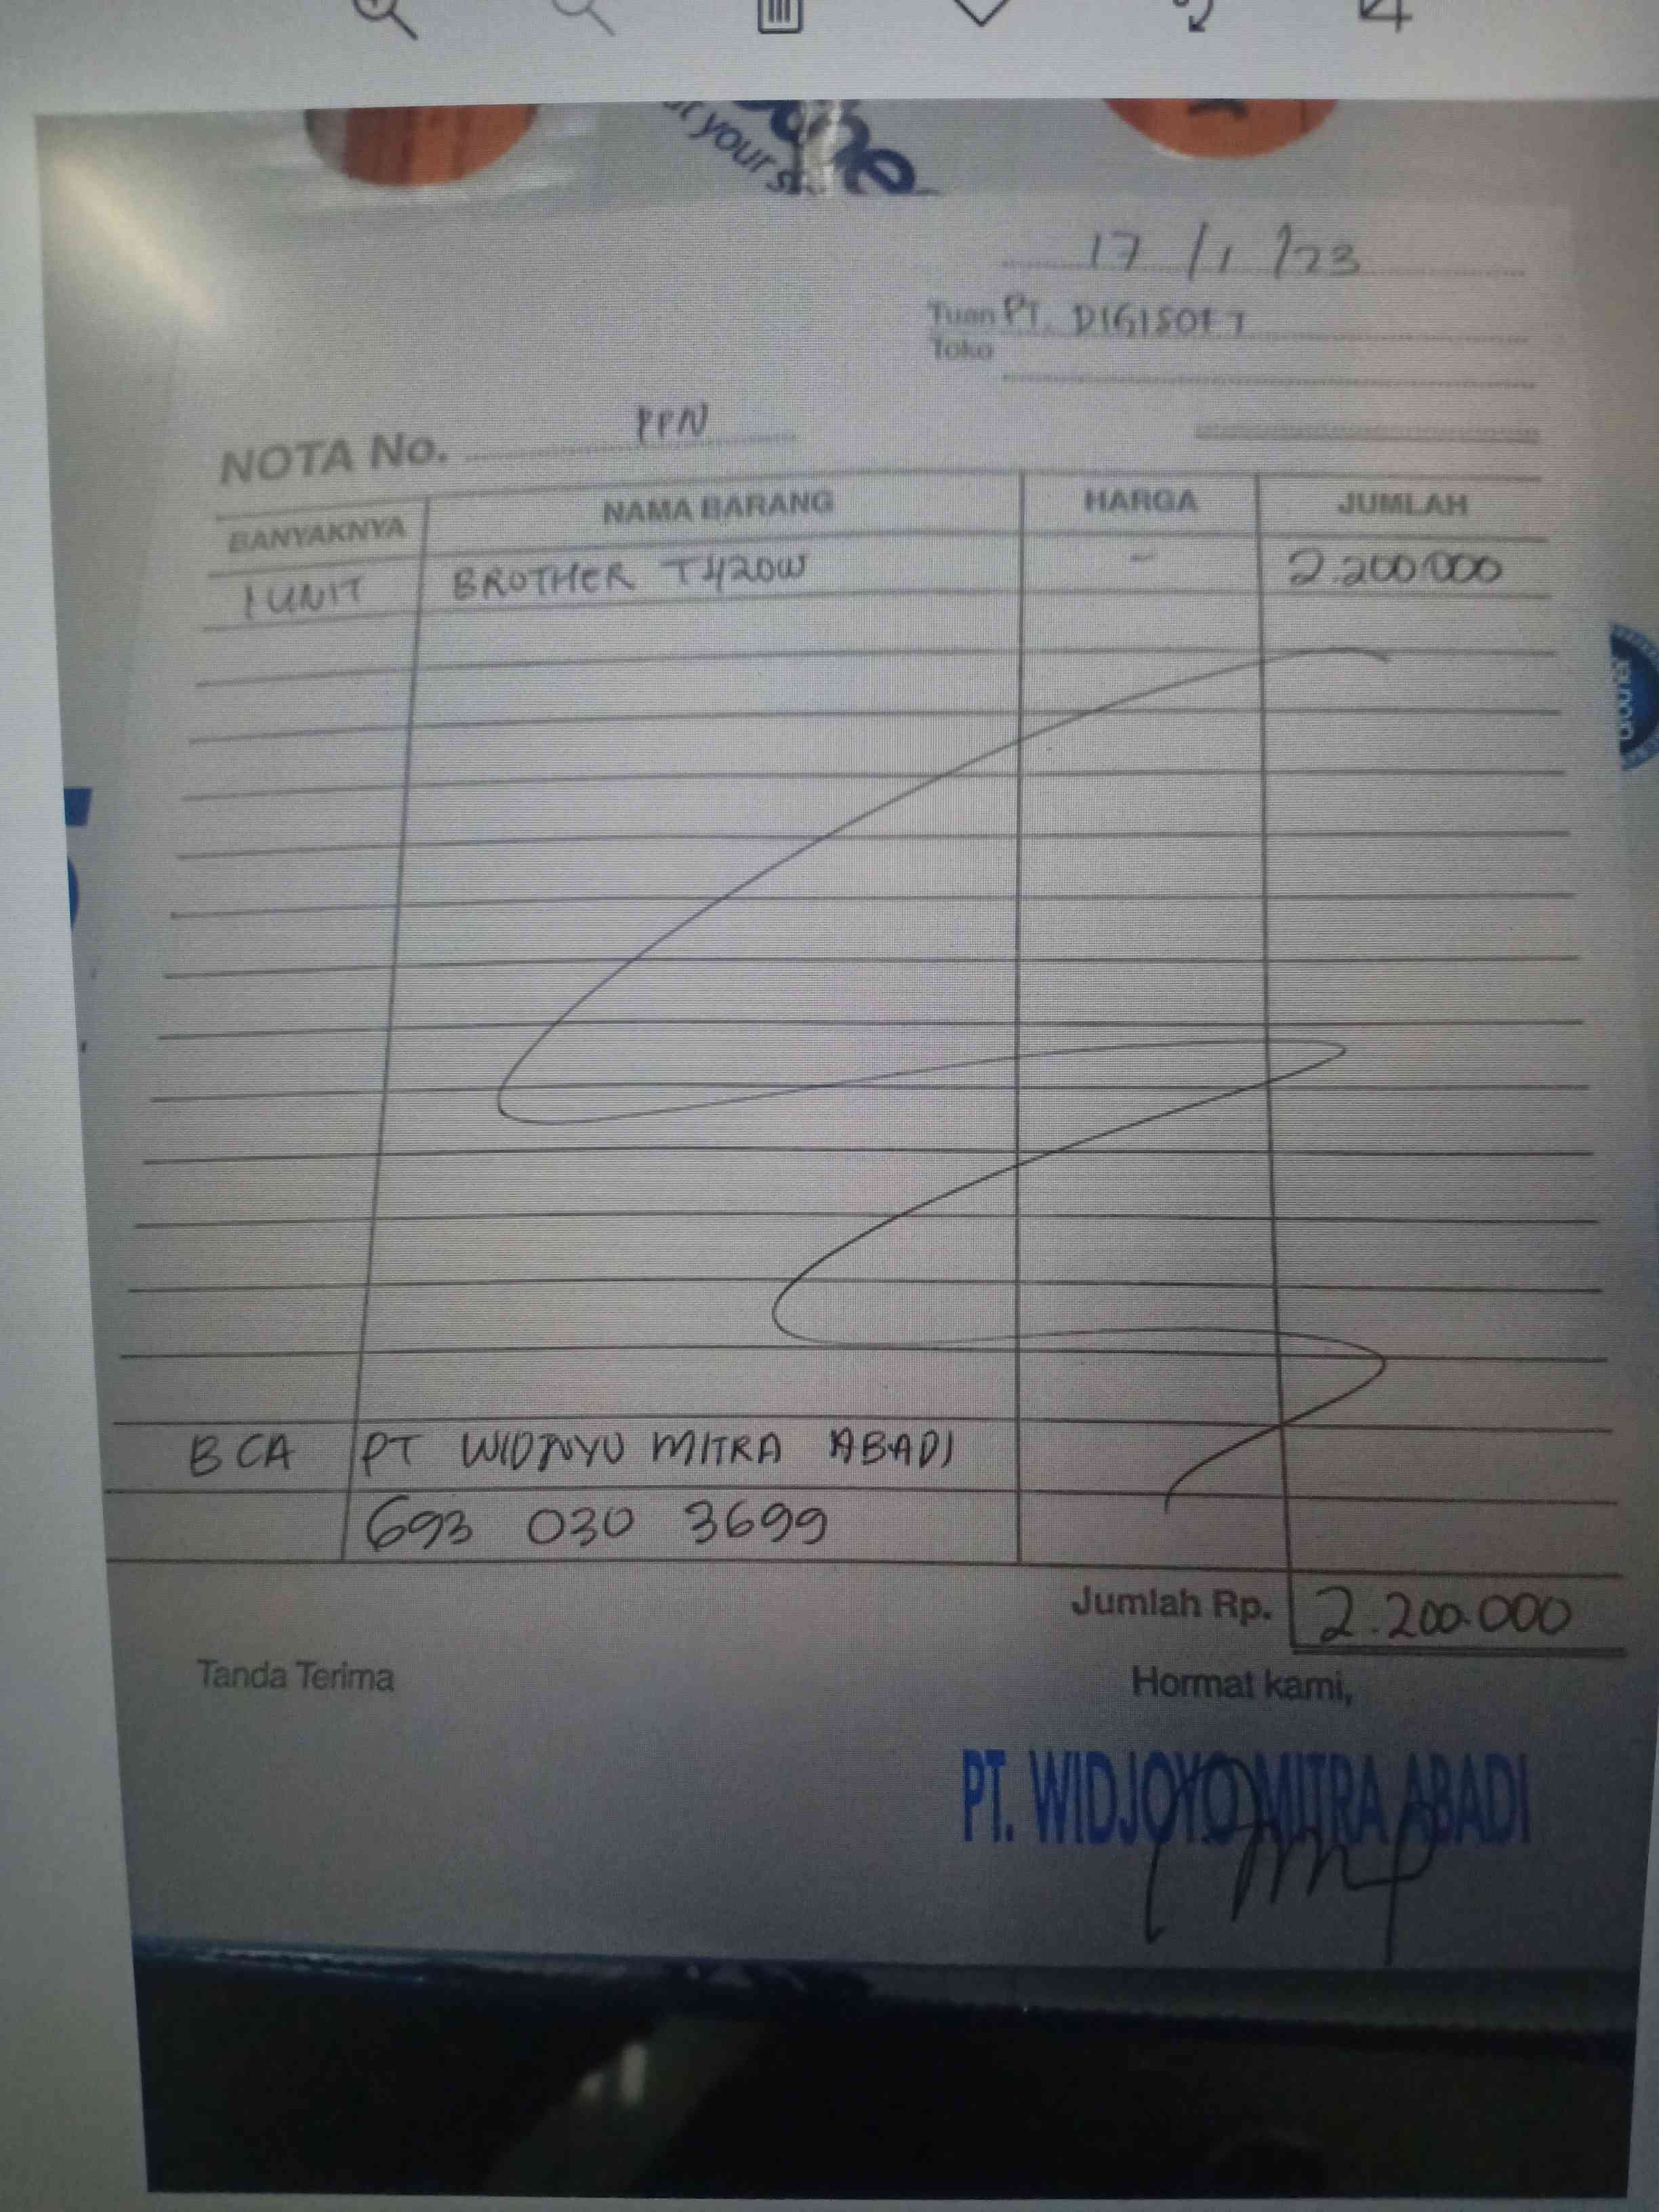 your
17 / 1 / 23
Tuan PT. DIGISOFT
Toko
NOTA No. PPN
BANYAKNYA NAMA BARANG HARGA JUMLAH
1 UNIT BROTHER T420W - 2.200.000
BCA PT WIDJOYO MITRA ABADI
693 030 3699
Jumlah Rp. 2.200.000
Tanda Terima Hormat kami,
PT. WIDJOYO MITRA ABADI